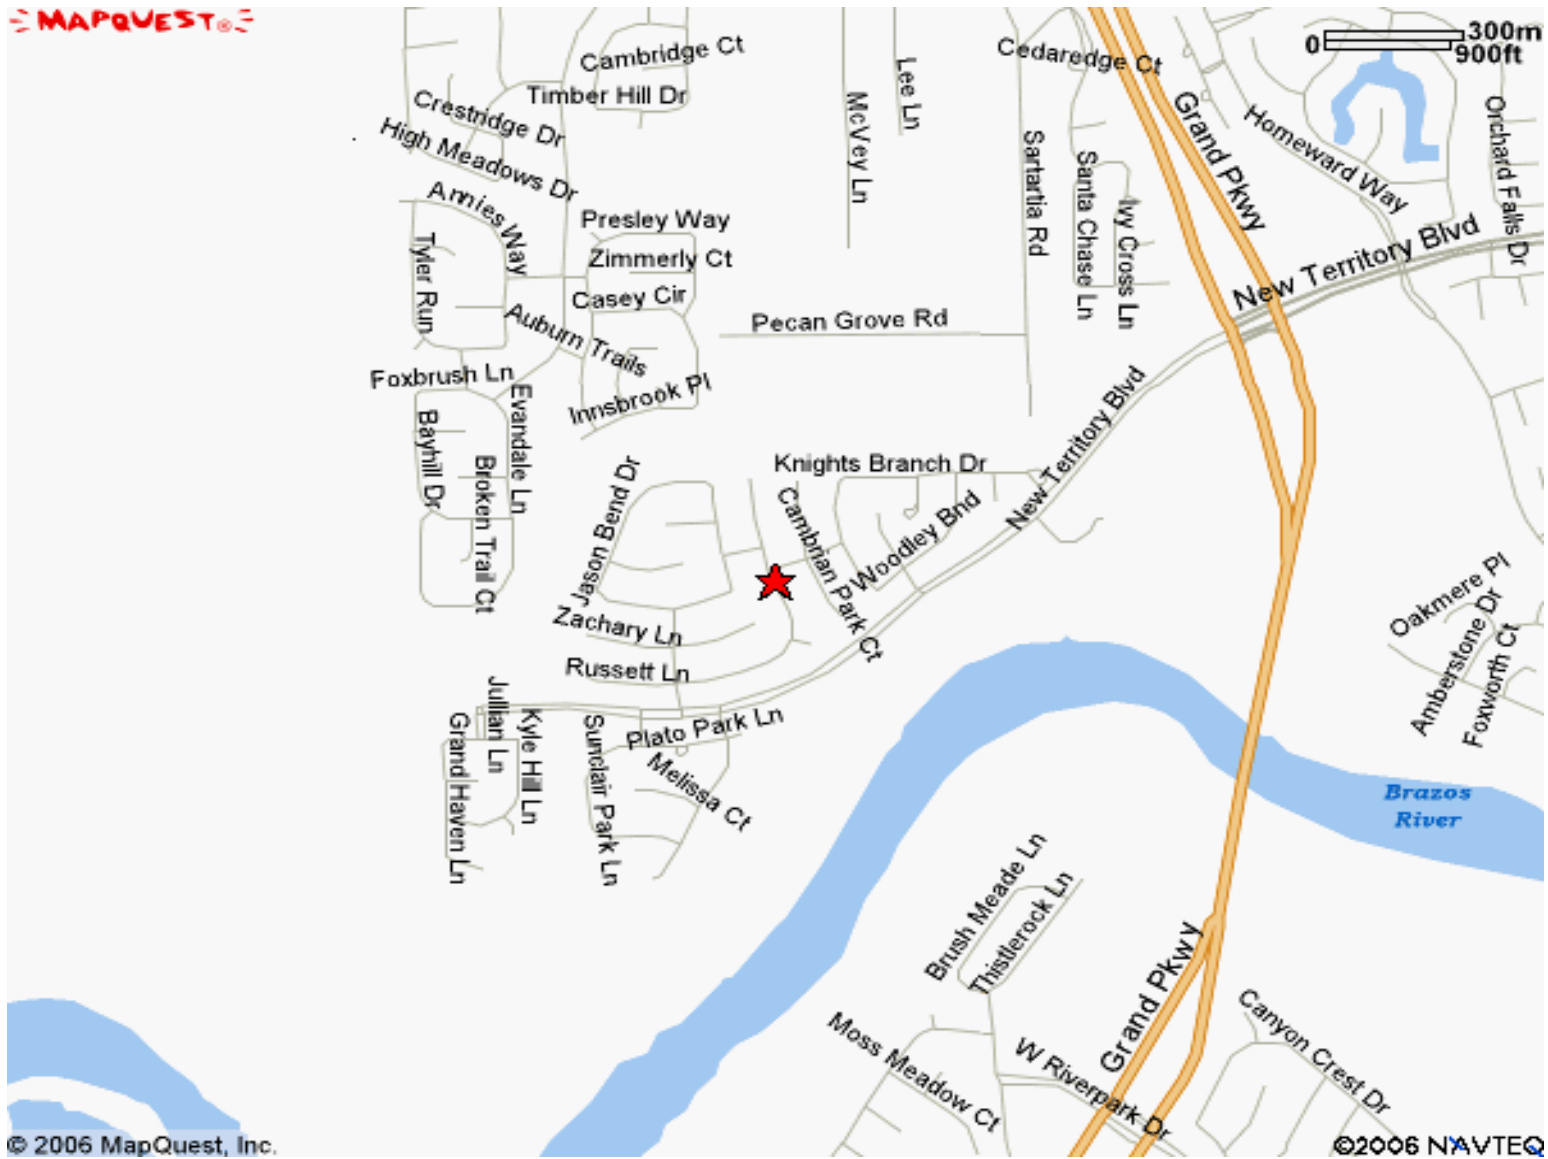 MAPQUEST®
0 300m
900ft
Cambridge Ct
Timber Hill Dr
Crestridge Dr
High Meadows Dr
Lee Ln
McVey Ln
Cedaredge Ct
Sartartia Rd
Santa Chase Ln
Ivy Cross Ln
Grand Pkwy
Homeward Way
Orchard Falls Dr
Annies Way
Tyler Run
Presley Way
Zimmerly Ct
Casey Cir
Auburn Trails
Innsbrook Pl
Pecan Grove Rd
New Territory Blvd
Foxbrush Ln
Evandale Ln
Bayhill Dr
Broken Trail Ct
Jason Bend Dr
Knights Branch Dr
Cambrian Park Ct
Woodley Bnd
New Territory Blvd
Zachary Ln
Russett Ln
Oakmere Pl
Amberstone Dr
Foxworth Ct
Jullian Ln
Grand Haven Ln
Kyle Hill Ln
Sunclair Park Ln
Plato Park Ln
Melissa Ct
Brazos
River
Brush Meade Ln
Thistlerock Ln
Grand Pkwy
Moss Meadow Ct
W Riverpark Dr
Canyon Crest Dr
© 2006 MapQuest, Inc.
©2006 NAVTEQ